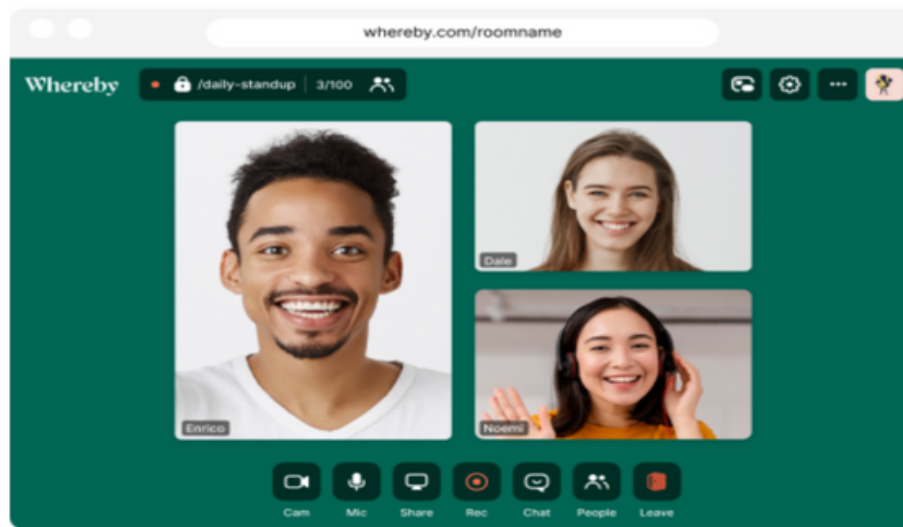 whereby.com/roomname
Whereby /daily-standup 3/100
Enrico
Dale
Noemi
Cam Mic Share Rec Chat People Leave